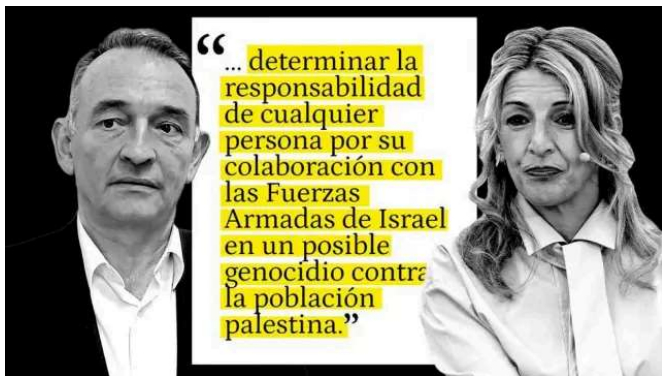 “... determinar la
responsabilidad
de cualquier
persona por su
colaboración con
las Fuerzas
Armadas de Israel
en un posible
genocidio contra
la población
palestina.”